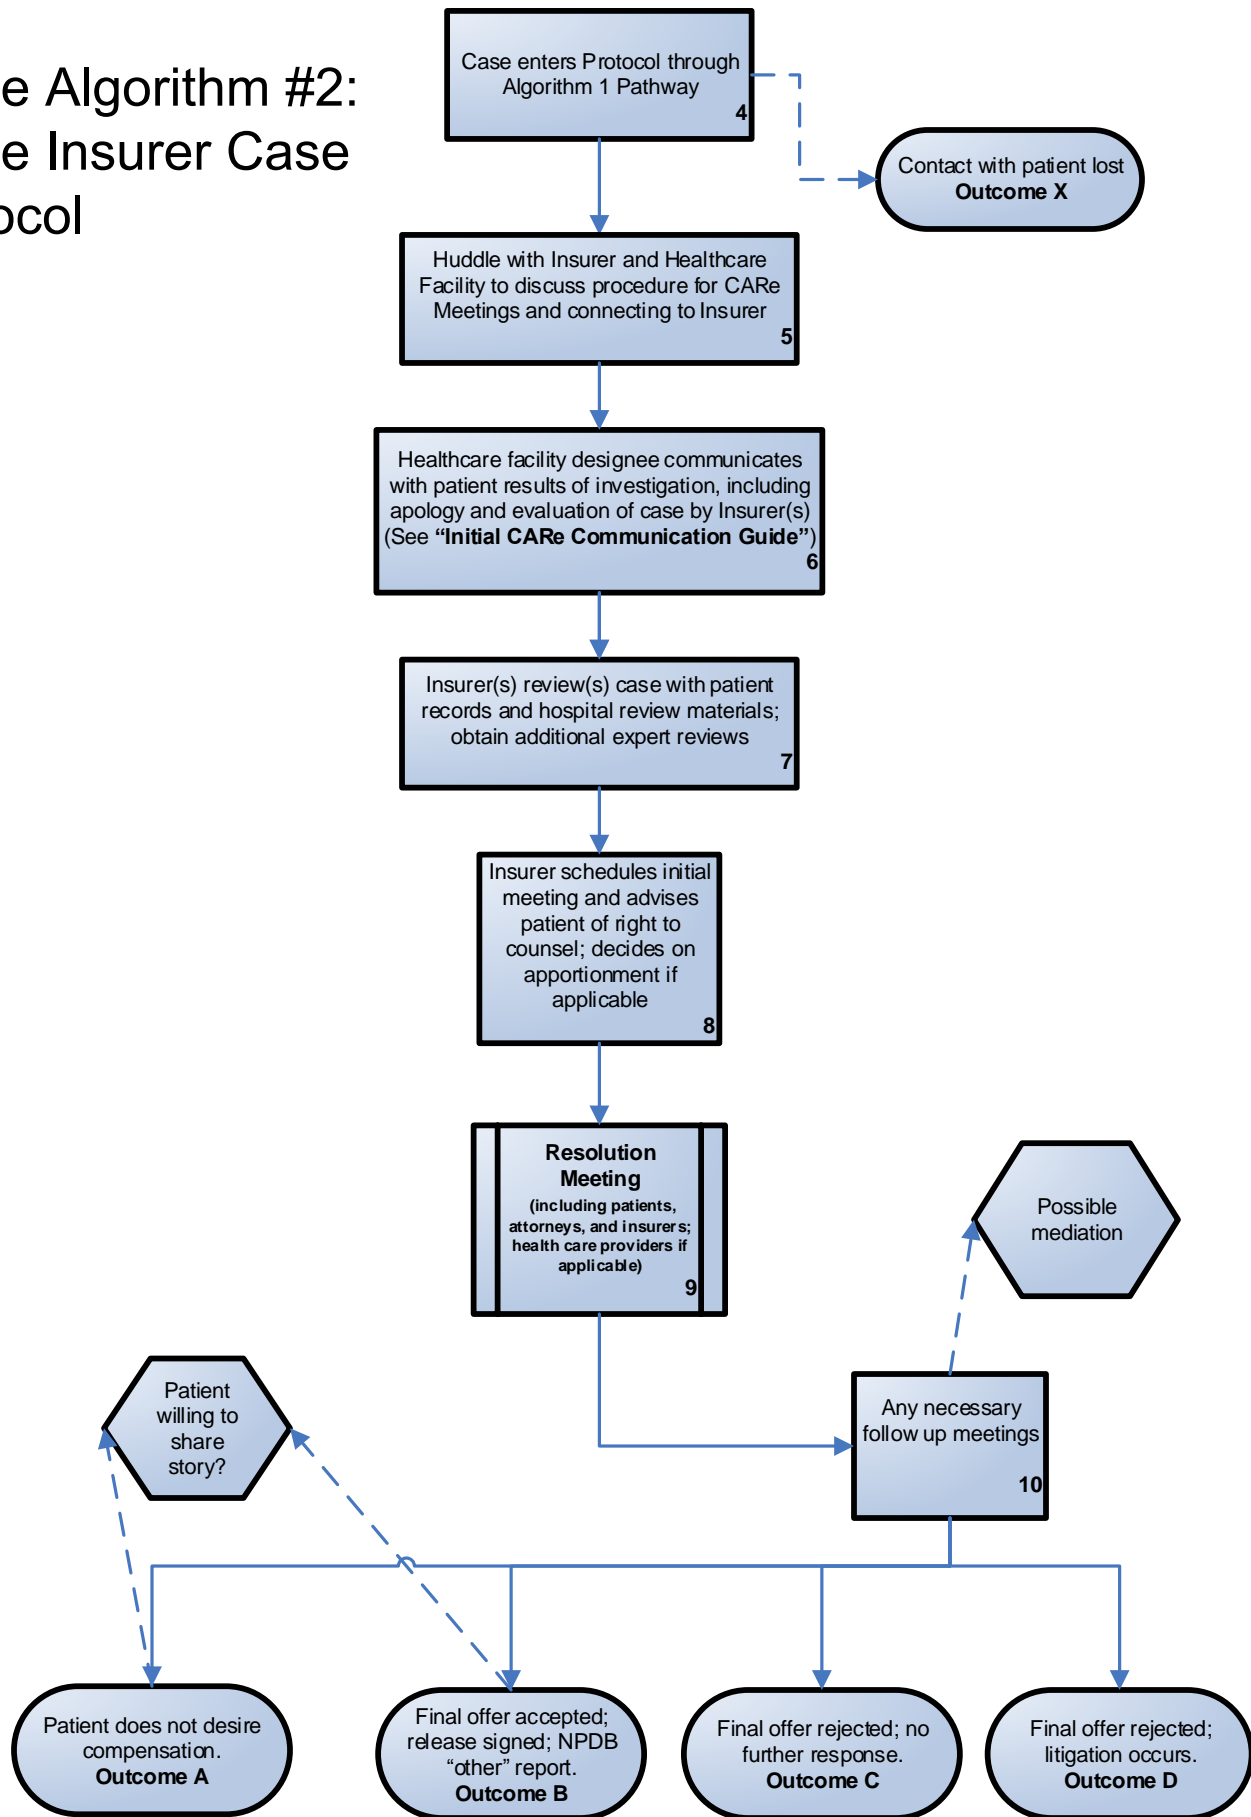 e Algorithm #2:
e Insurer Case
ocol
Case enters Protocol through
Algorithm 1 Pathway
4
Contact with patient lost
Outcome X
Huddle with Insurer and Healthcare
Facility to discuss procedure for CARe
Meetings and connecting to Insurer
5
Healthcare facility designee communicates
with patient results of investigation, including
apology and evaluation of case by Insurer(s)
(See “Initial CARe Communication Guide”)
6
Insurer(s) review(s) case with patient
records and hospital review materials;
obtain additional expert reviews
7
Insurer schedules initial
meeting and advises
patient of right to
counsel; decides on
apportionment if
applicable
8
Resolution
Meeting
(including patients,
attorneys, and insurers;
health care providers if
applicable)
9
Possible
mediation
Patient
willing to
share
story?
Any necessary
follow up meetings
10
Patient does not desire
compensation.
Outcome A
Final offer accepted;
release signed; NPDB
“other” report.
Outcome B
Final offer rejected; no
further response.
Outcome C
Final offer rejected;
litigation occurs.
Outcome D